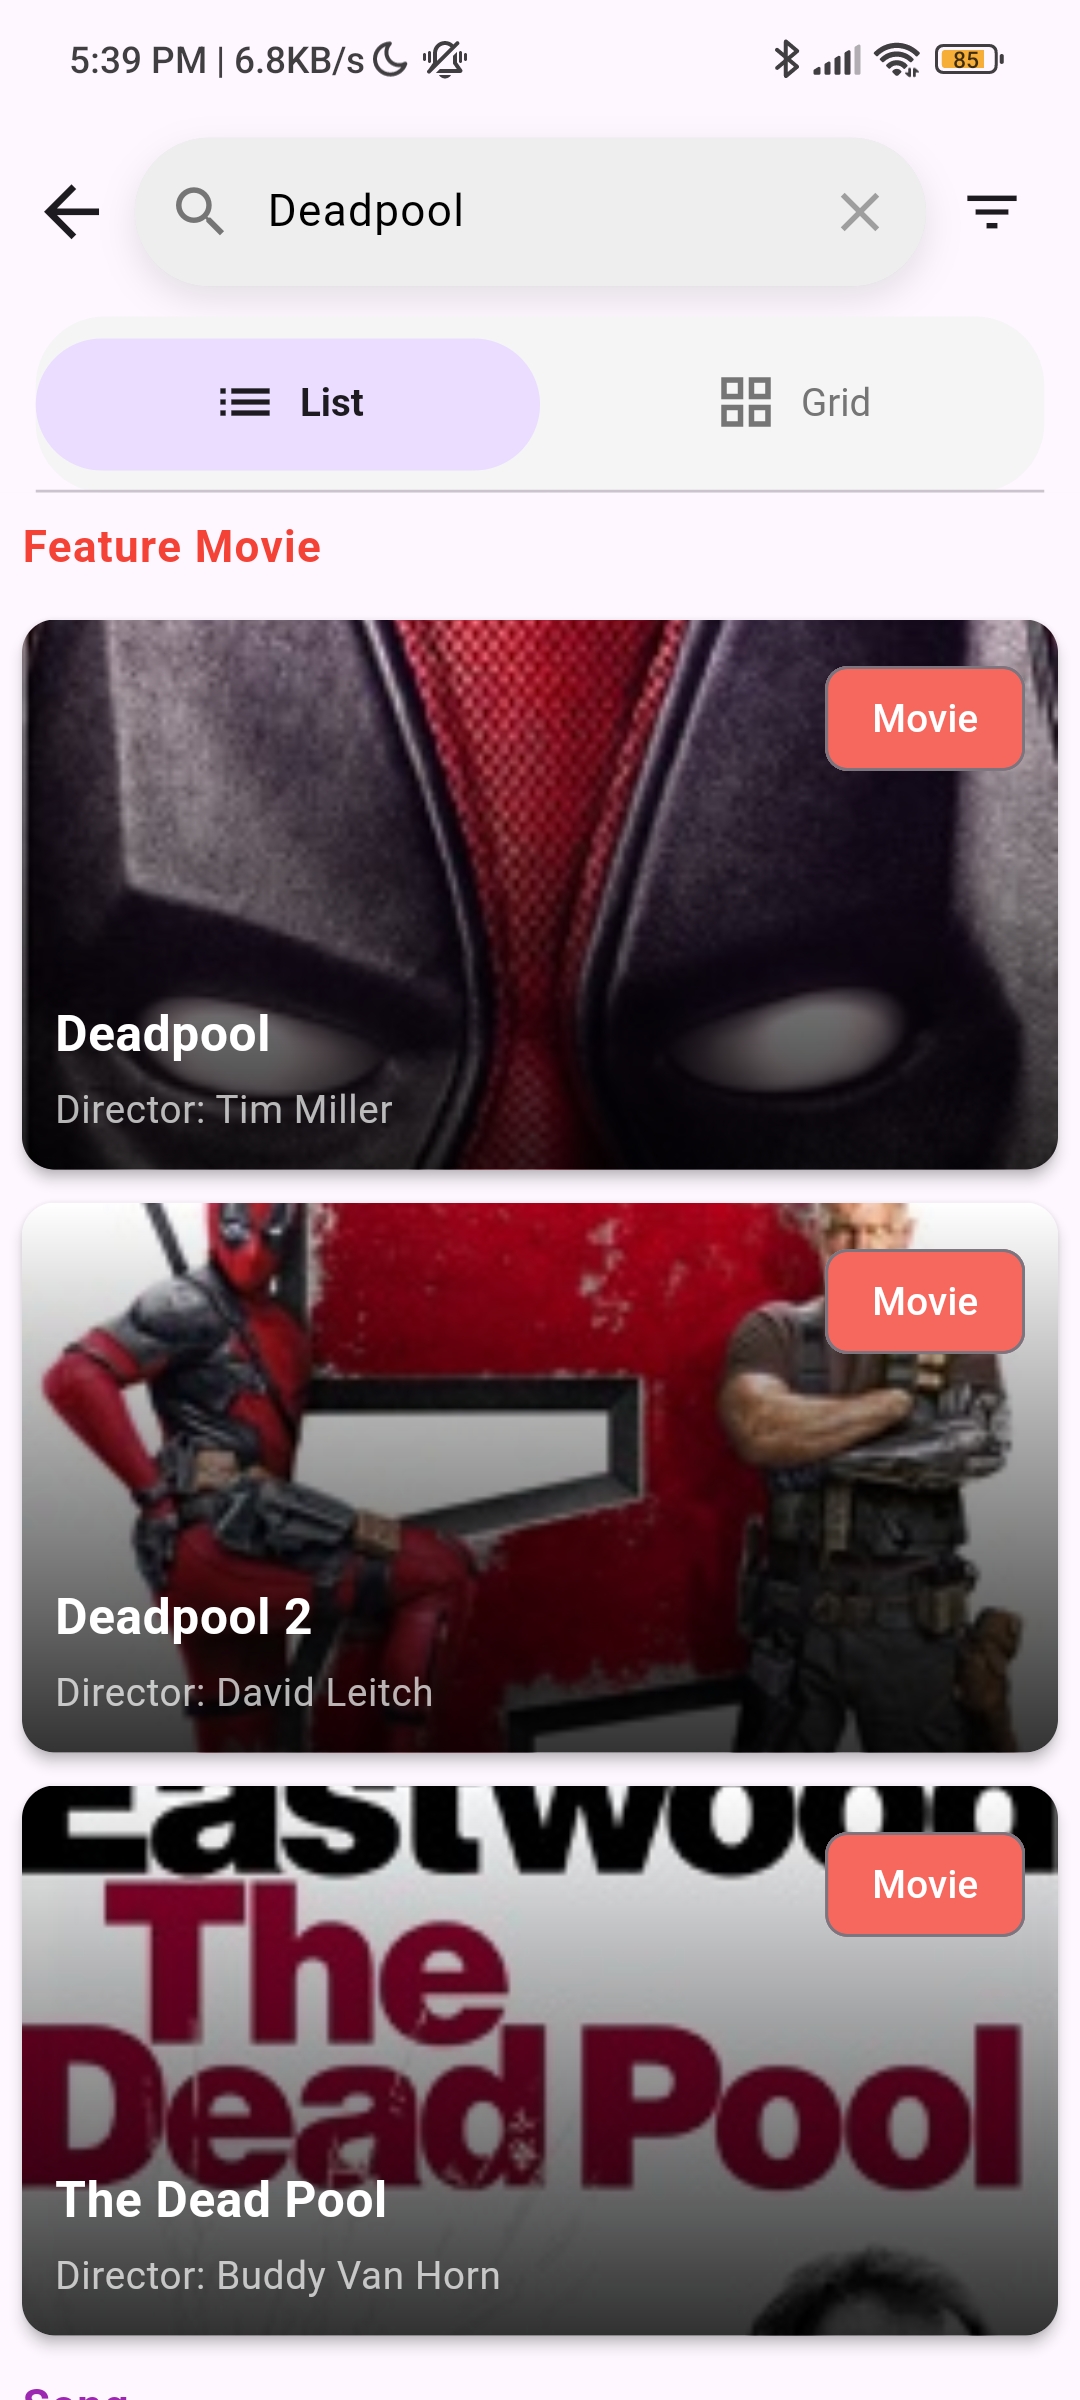 5:39 PM | 6.8KB/s
85
Deadpool
List
Grid
Feature Movie
Movie
Deadpool
Director: Tim Miller
Movie
Deadpool 2
Director: David Leitch
Eastwood
Movie
The
Dead Pool
The Dead Pool
Director: Buddy Van Horn
Song